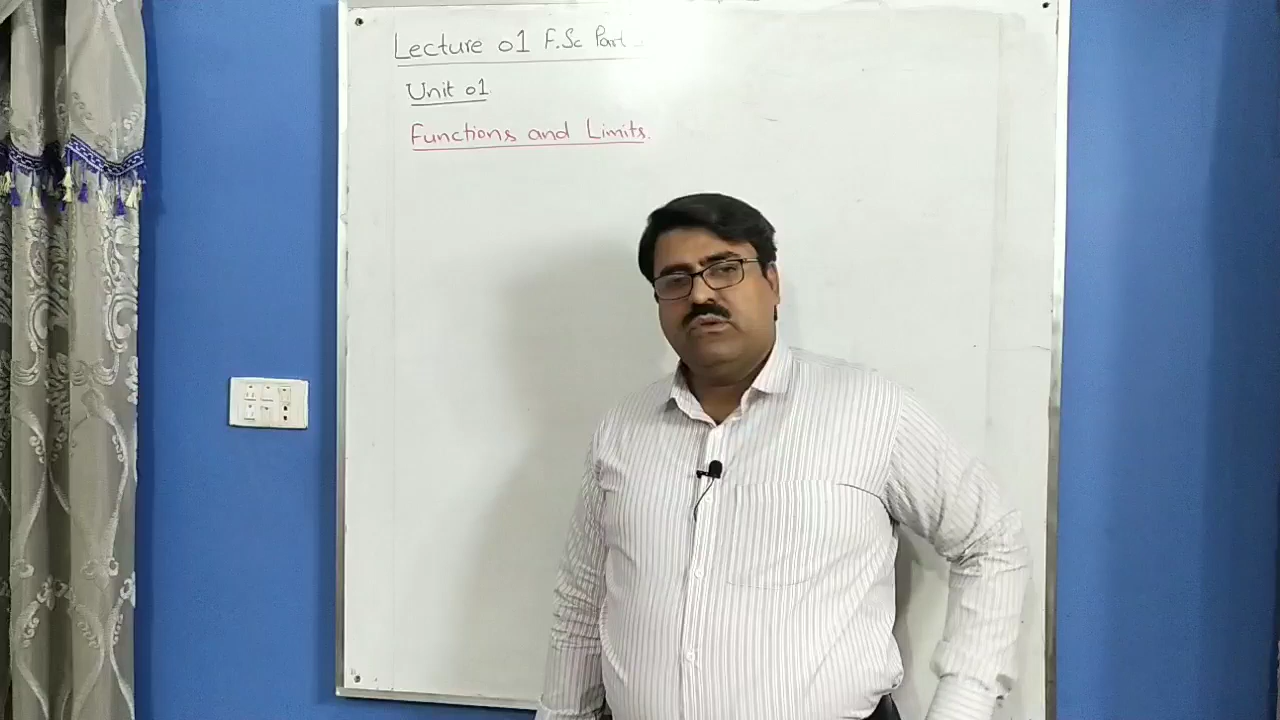 Lecture 01 F.Sc Part
Unit 01.
Functions and Limits.